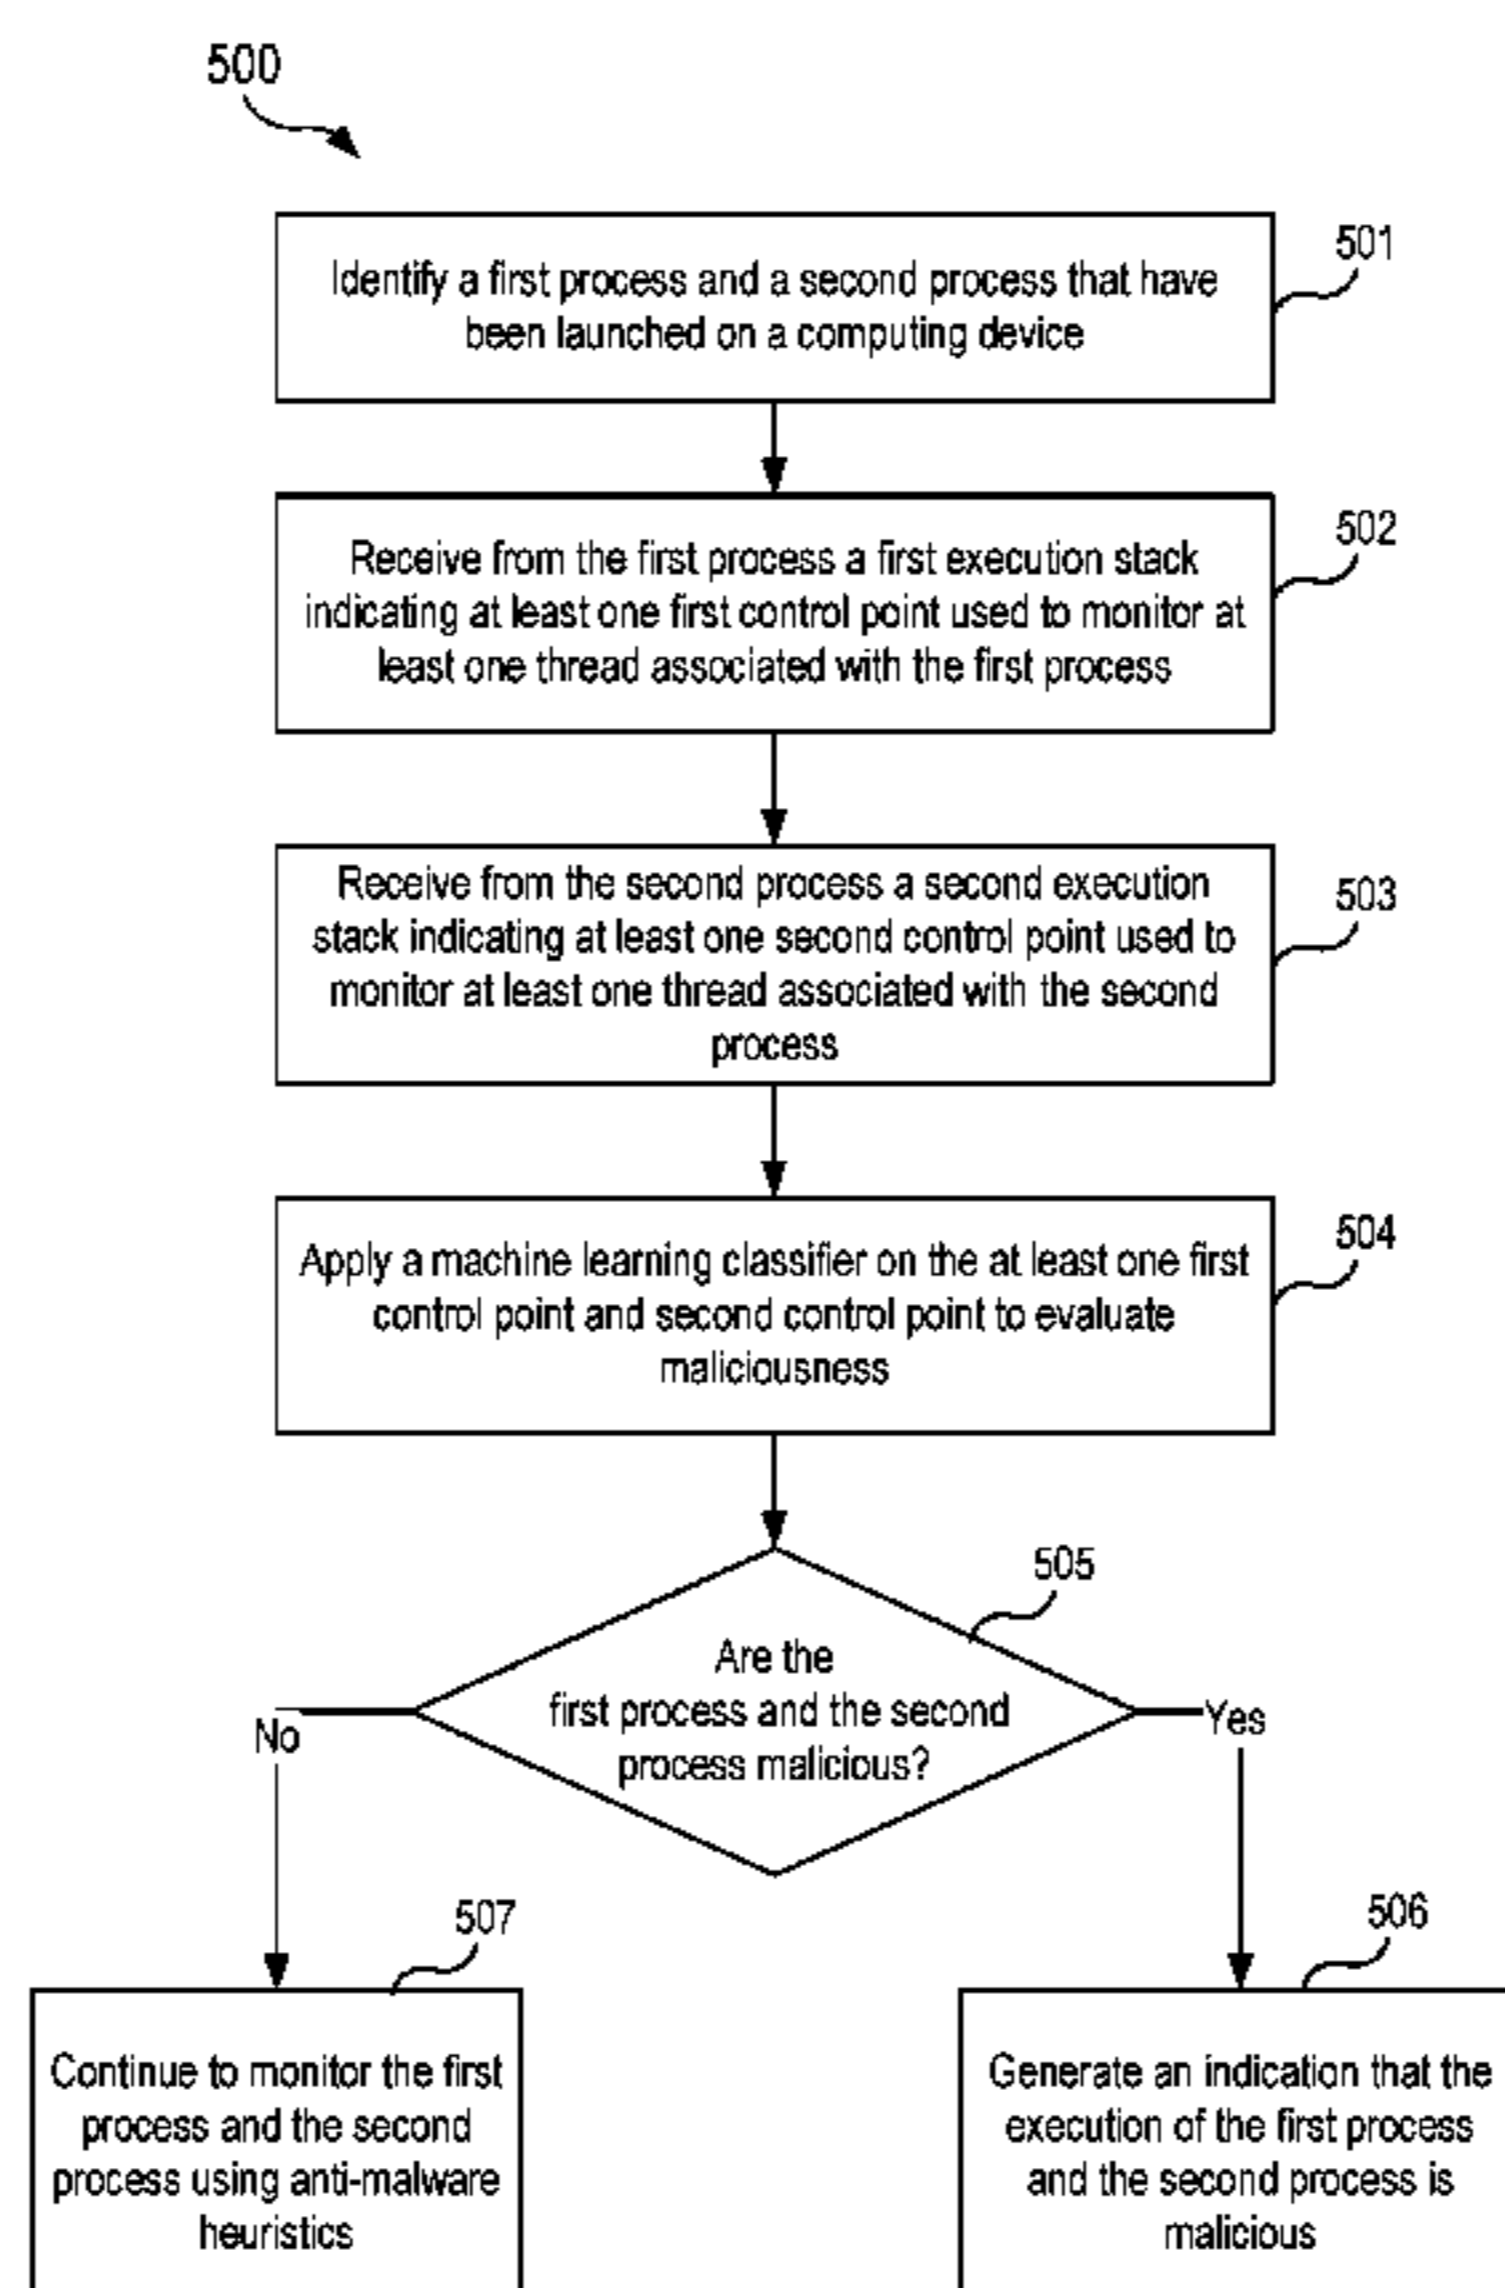 500
Identify a first process and a second process that have
been launched on a computing device
501
Receive from the first process a first execution stack
indicating at least one first control point used to monitor at
least one thread associated with the first process
502
Receive from the second process a second execution
stack indicating at least one second control point used to
monitor at least one thread associated with the second
process
503
Apply a machine learning classifier on the at least one first
control point and second control point to evaluate
maliciousness
504
505
Are the
first process and the second
process malicious?
No
Yes
507
Continue to monitor the first
process and the second
process using anti-malware
heuristics
506
Generate an indication that the
execution of the first process
and the second process is
malicious